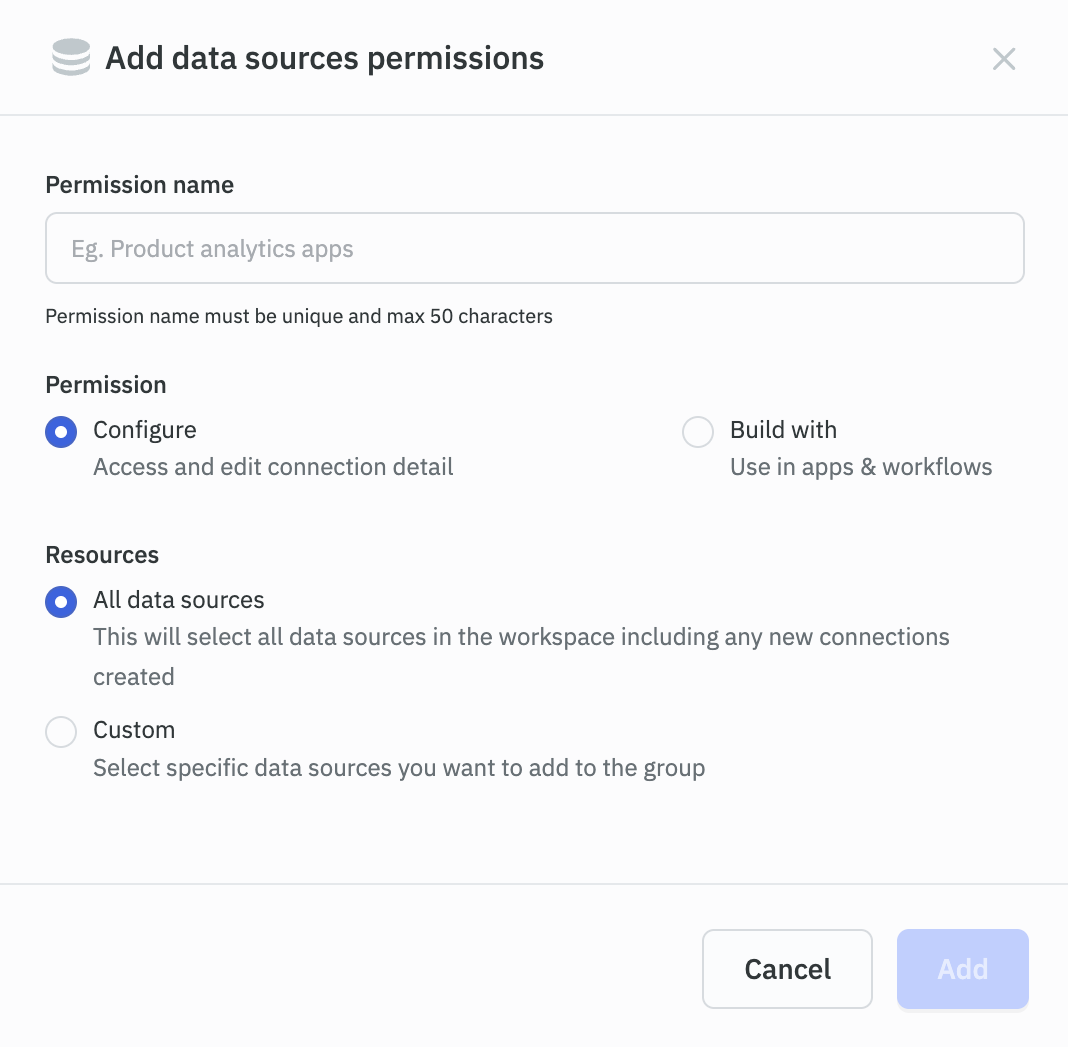 Add data sources permissions
Permission name
Eg. Product analytics apps
Permission name must be unique and max 50 characters
Permission
Configure
Access and edit connection detail
Build with
Use in apps & workflows
Resources
All data sources
This will select all data sources in the workspace including any new connections
created
Custom
Select specific data sources you want to add to the group
Cancel
Add